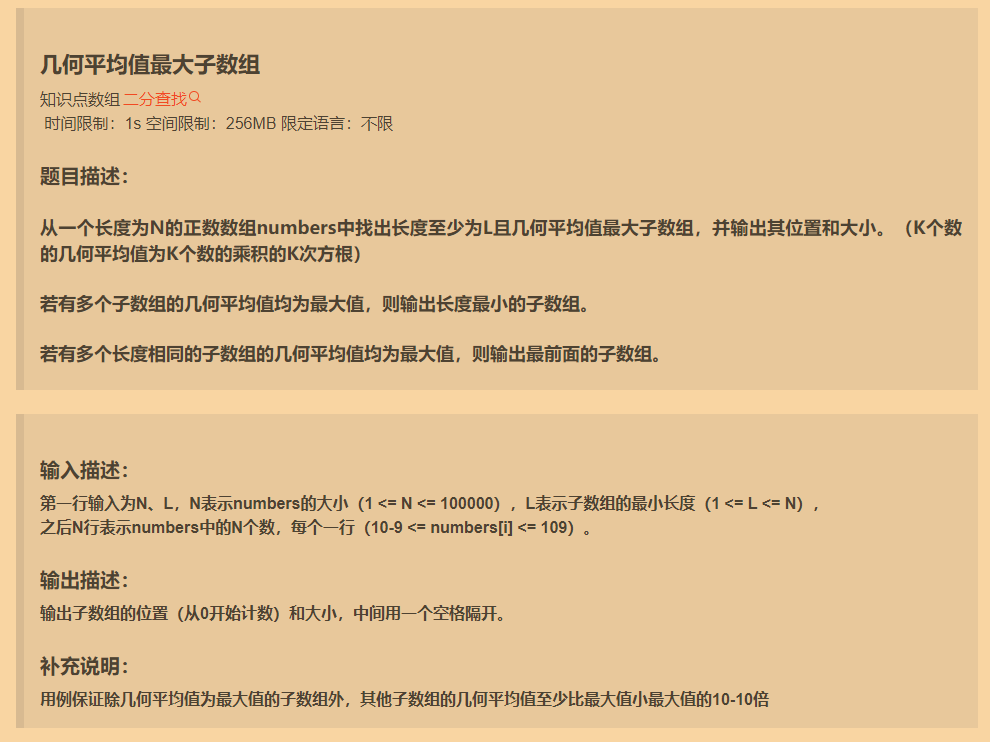 几何平均值最大子数组
知识点数组 二分查找
时间限制：1s 空间限制：256MB 限定语言：不限
题目描述：
从一个长度为N的正数数组numbers中找出长度至少为L且几何平均值最大子数组，并输出其位置和大小。（K个数
的几何平均值为K个数的乘积的K次方根）
若有多个子数组的几何平均值均为最大值，则输出长度最小的子数组。
若有多个长度相同的子数组的几何平均值均为最大值，则输出最前面的子数组。
输入描述：
第一行输入为N、L，N表示numbers的大小（1 <= N <= 100000），L表示子数组的最小长度（1 <= L <= N），
之后N行表示numbers中的N个数，每个一行（10-9 <= numbers[i] <= 109）。
输出描述：
输出子数组的位置（从0开始计数）和大小，中间用一个空格隔开。
补充说明：
用例保证除几何平均值为最大值的子数组外，其他子数组的几何平均值至少比最大值小最大值的10-10倍